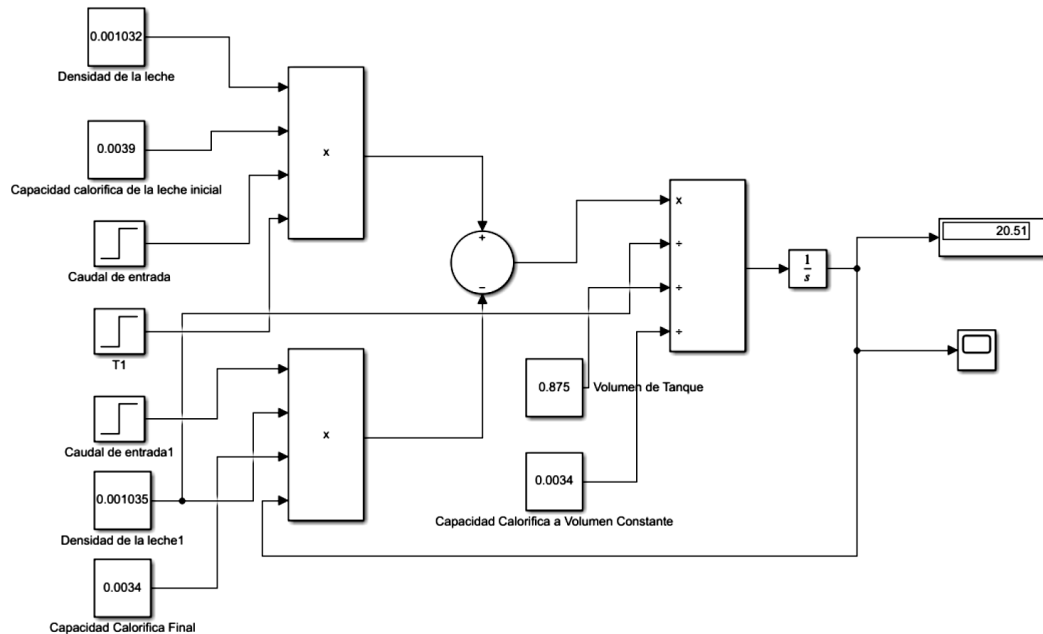 0.001032
Densidad de la leche
0.0039
Capacidad calorifica de la leche inicial
Caudal de entrada
T1
Caudal de entrada1
0.001035
Densidad de la leche1
0.0034
Capacidad Calorifica Final
x
x
+
−
0.875
Volumen de Tanque
0.0034
Capacidad Calorifica a Volumen Constante
x
÷
÷
÷
1
s
20.51